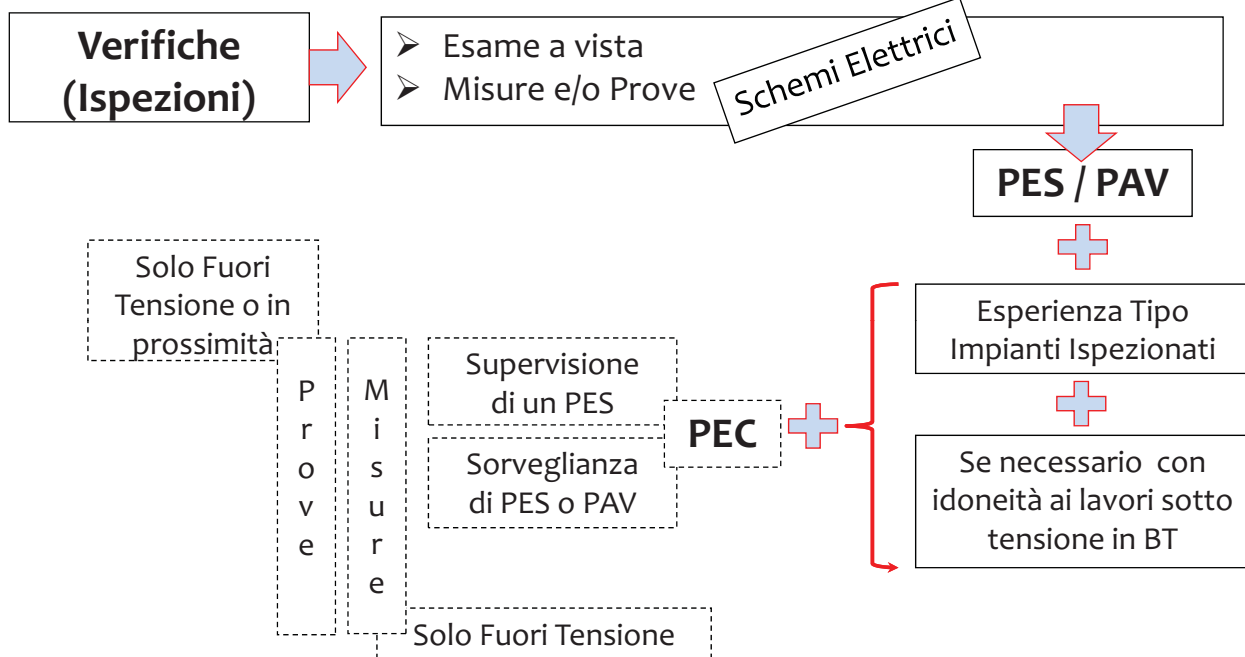 Verifiche
(Ispezioni)
➢ Esame a vista
➢ Misure e/o Prove
Schemi Elettrici
PES / PAV
Esperienza Tipo
Impianti Ispezionati
Se necessario con
idoneità ai lavori sotto
tensione in BT
PEC
Supervisione
di un PES
Sorveglianza
di PES o PAV
Misure
Prove
Solo Fuori
Tensione o in
prossimità
Solo Fuori Tensione